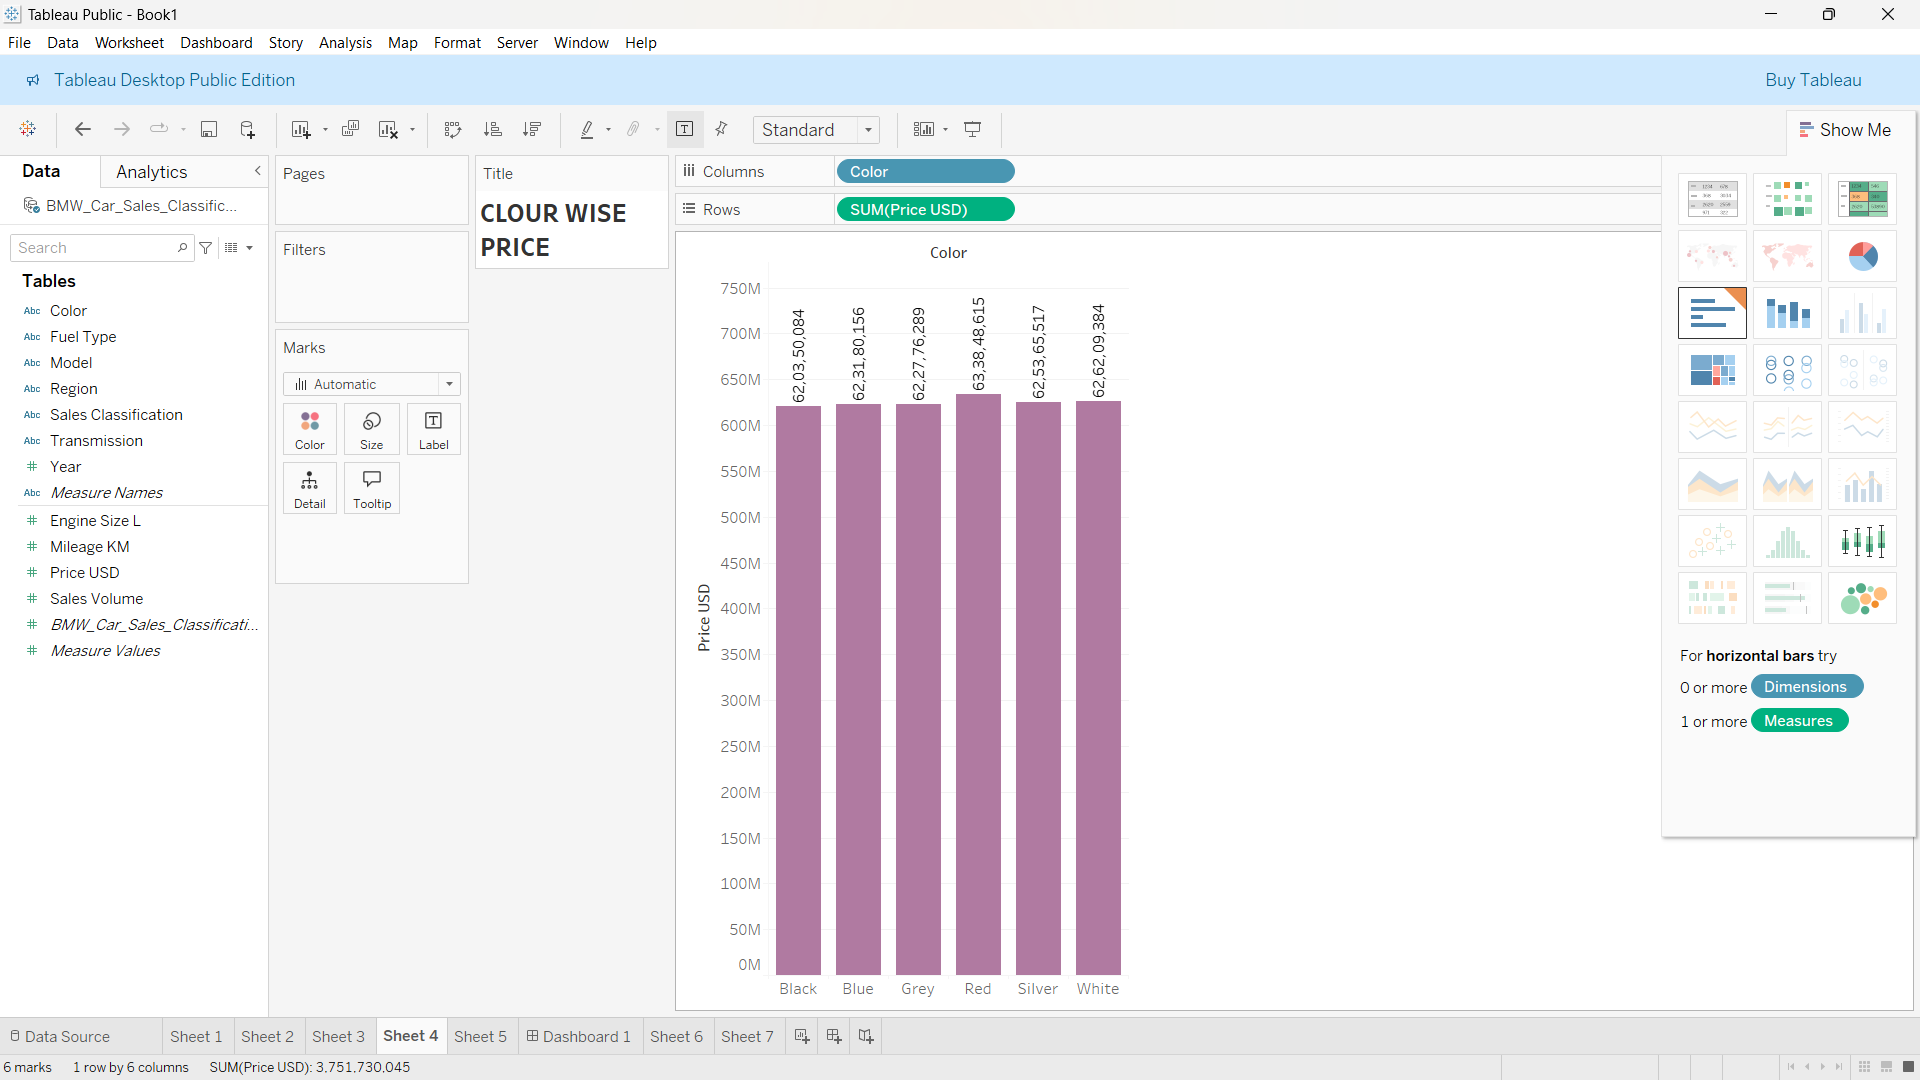 Tableau Public - Book1
File Data Worksheet Dashboard Story Analysis Map Format Server Window Help
Tableau Desktop Public Edition
Buy Tableau
Standard
Show Me
Data
Analytics
BMW_Car_Sales_Classific...
Search
Tables
Abc Color
Abc Fuel Type
Abc Model
Abc Region
Abc Sales Classification
Abc Transmission
# Year
Abc Measure Names
# Engine Size L
# Mileage KM
# Price USD
# Sales Volume
# BMW_Car_Sales_Classificati...
# Measure Values
Pages
Filters
Marks
Automatic
Color
Size
Label
Detail
Tooltip
Title
CLOUR WISE
PRICE
Columns
Color
Rows
SUM(Price USD)
Color
Price USD
750M
700M
650M
600M
550M
500M
450M
400M
350M
300M
250M
200M
150M
100M
50M
0M
62,03,50,084
62,31,80,156
62,27,76,289
63,38,48,615
62,53,65,517
62,62,09,384
Black Blue Grey Red Silver White
For horizontal bars try
0 or more Dimensions
1 or more Measures
Data Source
Sheet 1
Sheet 2
Sheet 3
Sheet 4
Sheet 5
Dashboard 1
Sheet 6
Sheet 7
6 marks
1 row by 6 columns
SUM(Price USD): 3,751,730,045